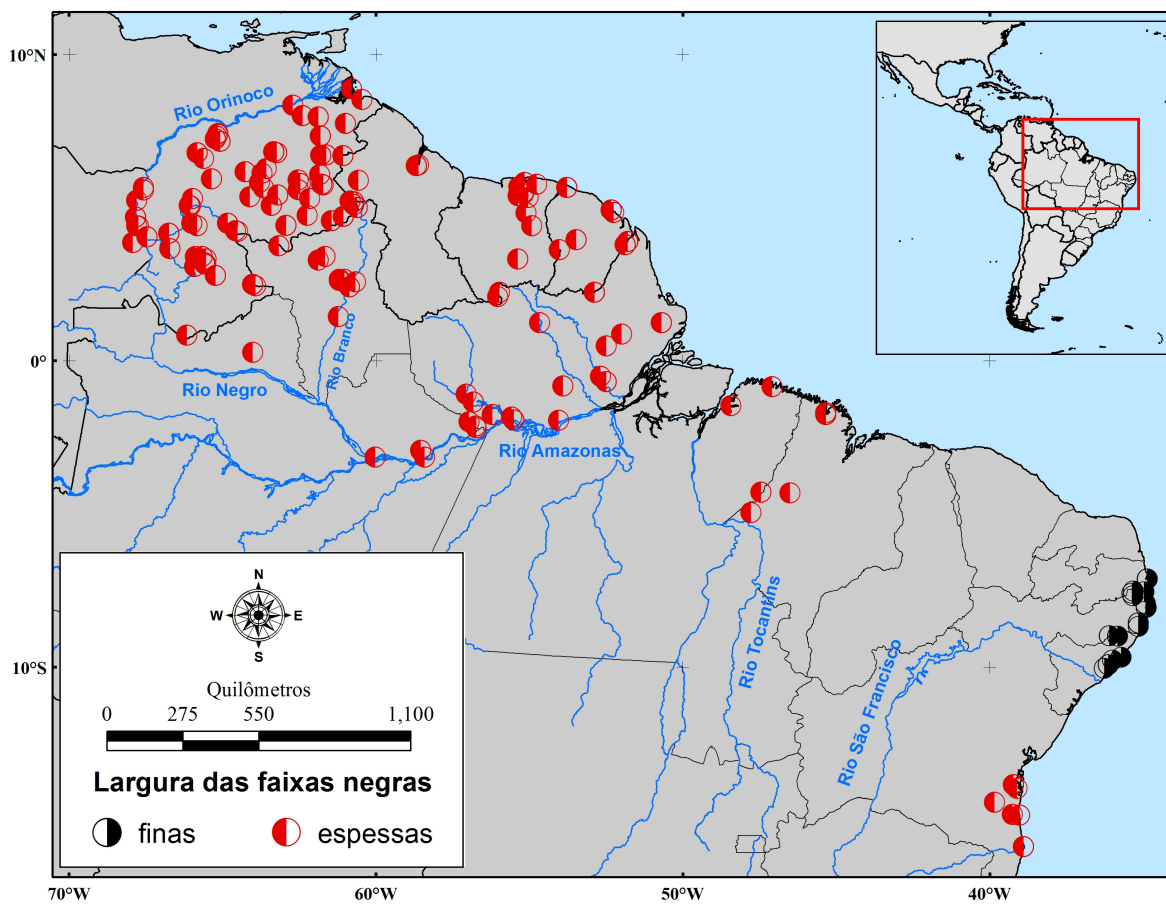 10°N
Rio Orinoco
Rio Branco
0°
Rio Negro
Rio Amazonas
Rio Tocantins
Rio São Francisco
10°S
N
W E
S
Quilômetros
0 275 550 1,100
Largura das faixas negras
finas espessas
70°W 60°W 50°W 40°W